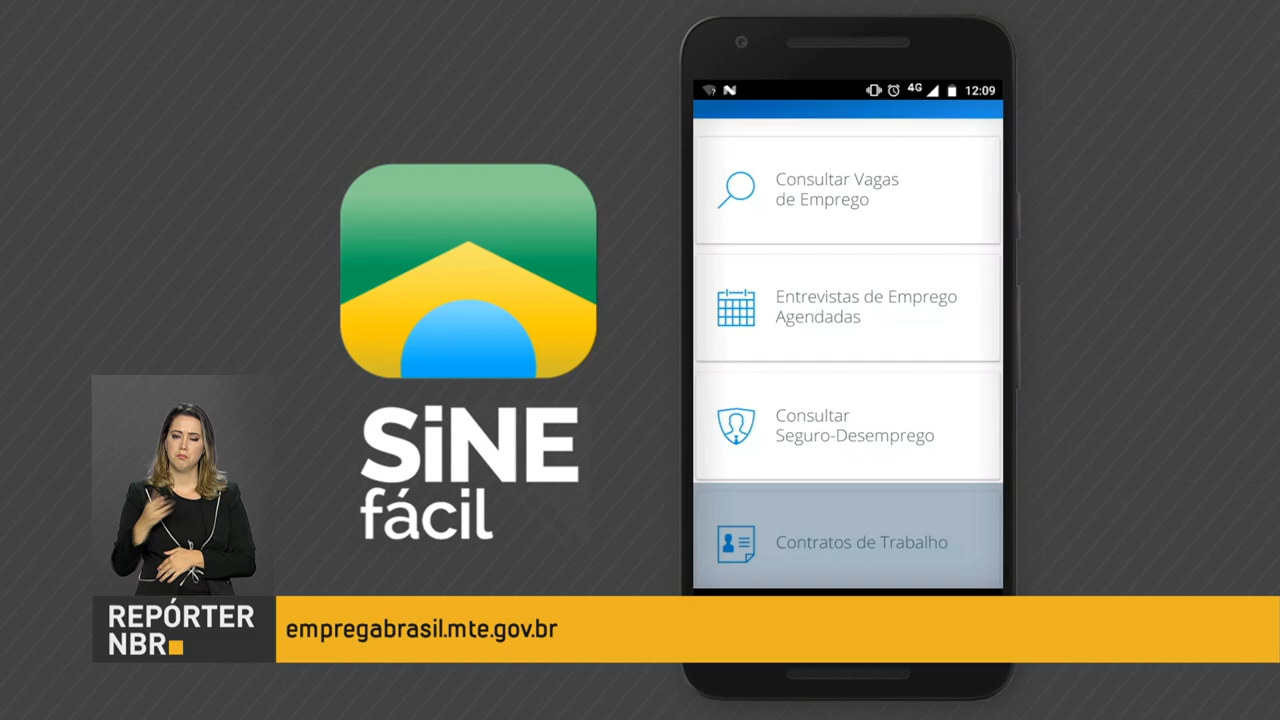 4G 12:09
Consultar Vagas
de Emprego
Entrevistas de Emprego
Agendadas
Consultar
Seguro-Desemprego
Contratos de Trabalho
SiNE
fácil
REPÓRTER
NBR
empregabrasil.mte.gov.br